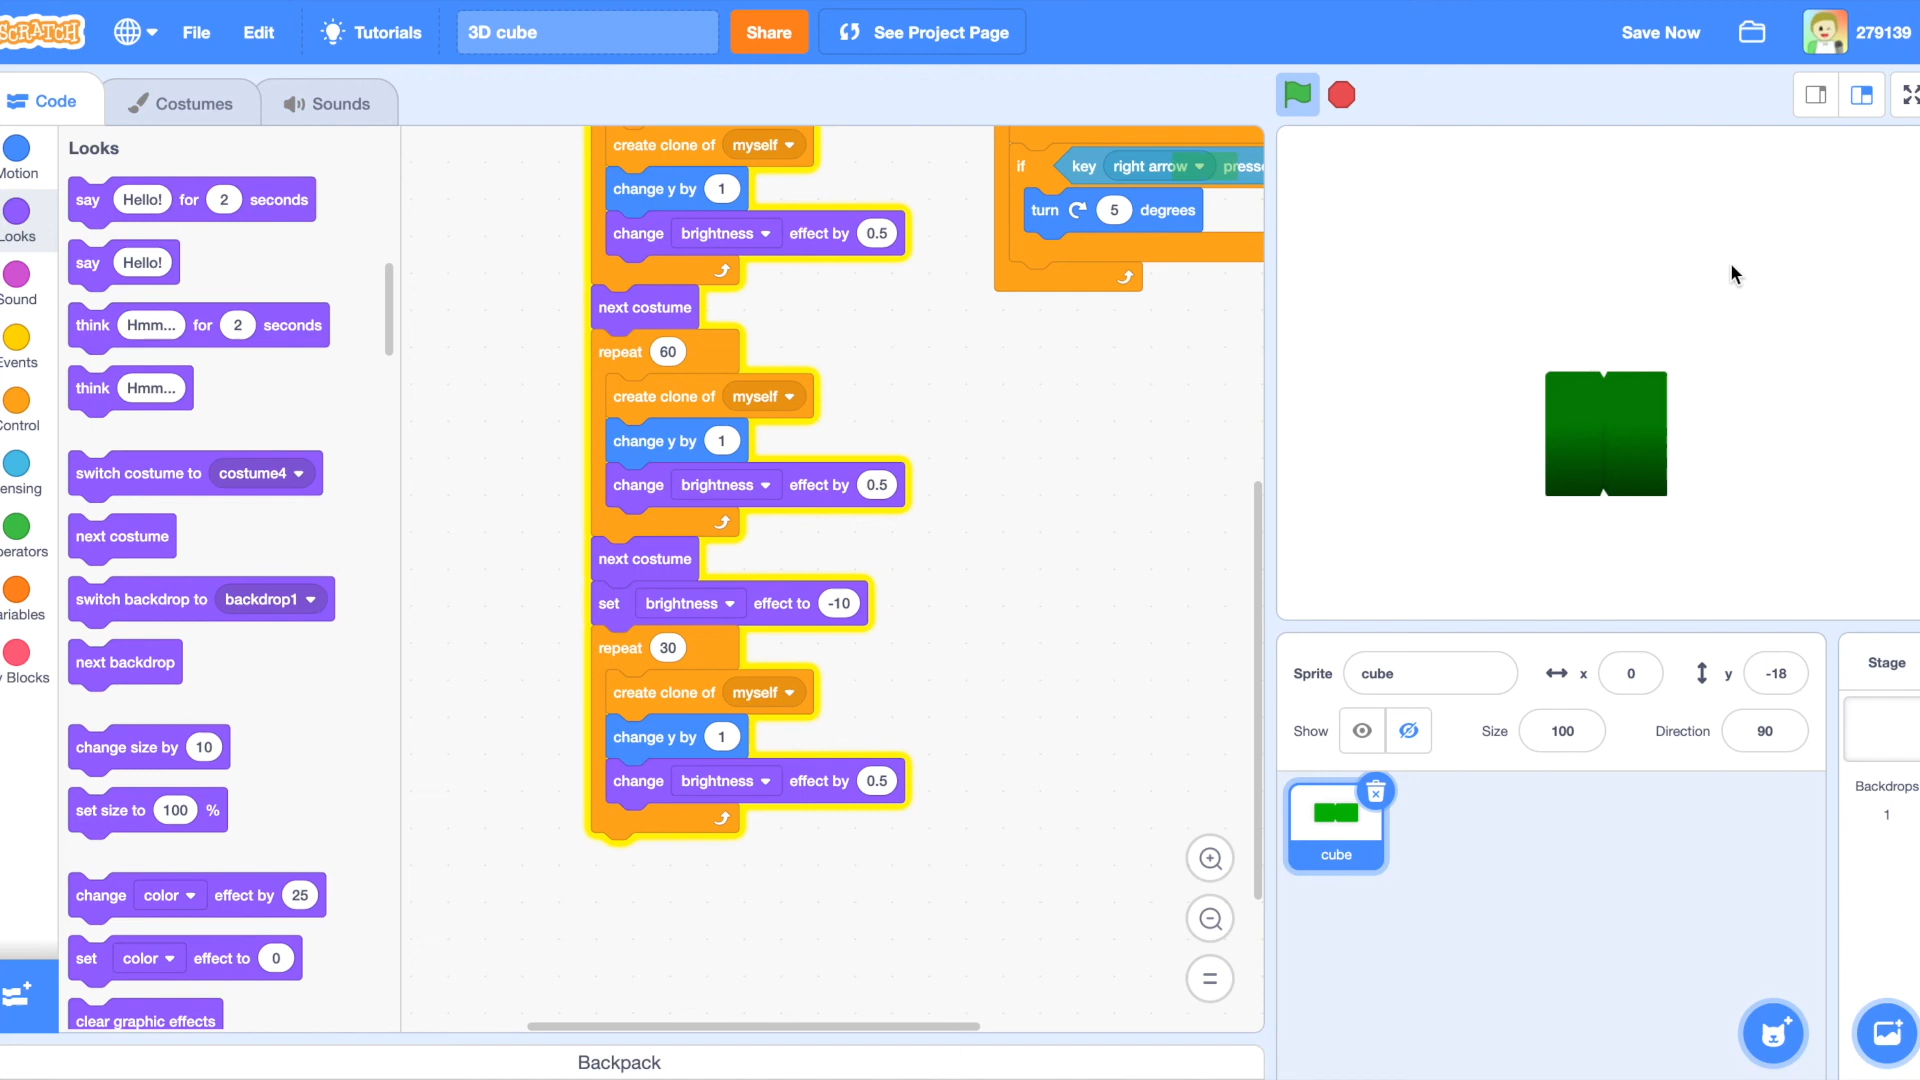 SCRATCH File Edit Tutorials 3D cube Share See Project Page Save Now 279139
Code Costumes Sounds
Motion
Looks
Sound
Events
Control
ensing
perators
ariables
y Blocks
Looks
say Hello! for 2 seconds
say Hello!
think Hmm... for 2 seconds
think Hmm...
switch costume to costume4
next costume
switch backdrop to backdrop1
next backdrop
change size by 10
set size to 100 %
change color effect by 25
set color effect to 0
clear graphic effects
create clone of myself
change y by 1
change brightness effect by 0.5
next costume
repeat 60
create clone of myself
change y by 1
change brightness effect by 0.5
next costume
set brightness effect to -10
repeat 30
create clone of myself
change y by 1
change brightness effect by 0.5
if key right arrow presse
turn 5 degrees
Backpack
Sprite cube x 0 y -18
Show Size 100 Direction 90
cube
Stage
Backdrops
1